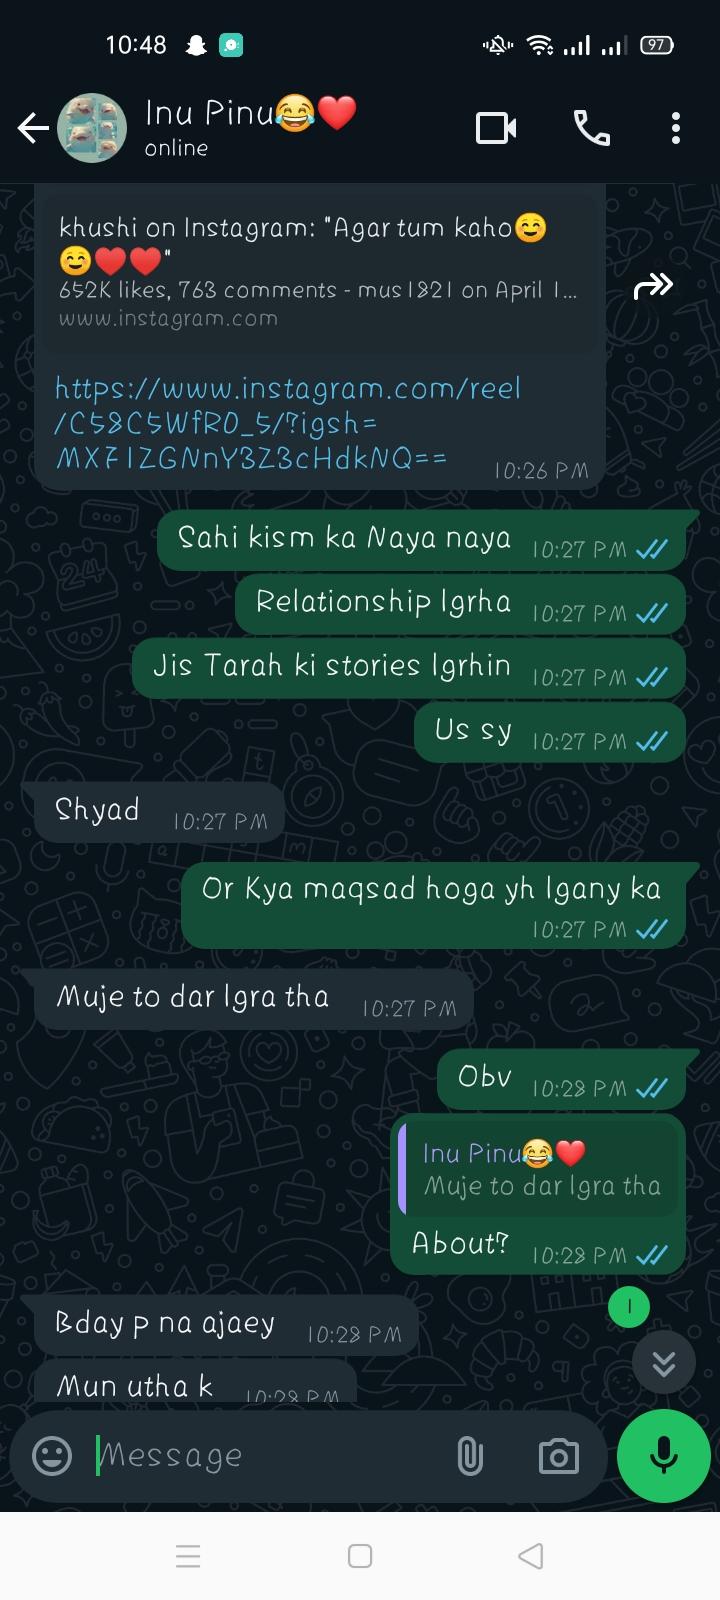 10:48
97
Inu Pinu😂❤️
online
khushi on Instagram: "Agar tum kaho☺️
☺️❤️❤️"
652K likes, 763 comments - mus1821 on April 1...
www.instagram.com
https://www.instagram.com/reel
/C58C5WfRO_5/?igsh=
MXF1ZGNnY3Z3cHdkNQ==
10:26 PM
Sahi kism ka Naya naya 10:27 PM
Relationship lgrha 10:27 PM
Jis Tarah ki stories lgrhin 10:27 PM
Us sy 10:27 PM
Shyad 10:27 PM
Or Kya maqsad hoga yh lgany ka
10:27 PM
Muje to dar lgra tha 10:27 PM
Obv 10:28 PM
Inu Pinu😂❤️
Muje to dar lgra tha
About? 10:28 PM
1
Bday p na ajaey 10:28 PM
Mun utha k 10:28 PM
Message